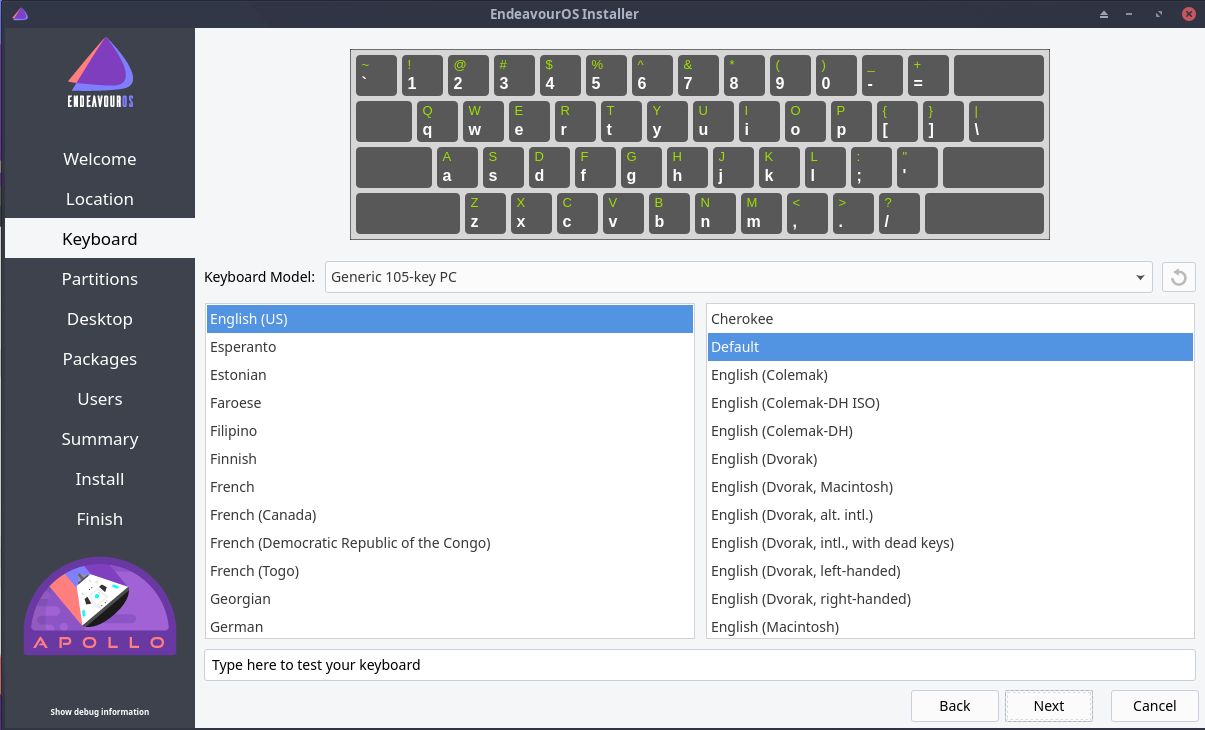 EndeavourOS Installer
ENDEAVOUROS
Welcome
Location
Keyboard
Partitions
Desktop
Packages
Users
Summary
Install
Finish
APOLLO
Show debug information
~ ! @ # $ % ^ & * ( ) _ +
` 1 2 3 4 5 6 7 8 9 0 - =
Q W E R T Y U I O P { } |
q w e r t y u i o p [ ] \
A S D F G H J K L : "
a s d f g h j k l ; '
Z X C V B N M < > ?
z x c v b n m , . /
Keyboard Model: Generic 105-key PC
English (US)
Esperanto
Estonian
Faroese
Filipino
Finnish
French
French (Canada)
French (Democratic Republic of the Congo)
French (Togo)
Georgian
German
Cherokee
Default
English (Colemak)
English (Colemak-DH ISO)
English (Colemak-DH)
English (Dvorak)
English (Dvorak, Macintosh)
English (Dvorak, alt. intl.)
English (Dvorak, intl., with dead keys)
English (Dvorak, left-handed)
English (Dvorak, right-handed)
English (Macintosh)
Type here to test your keyboard
Back Next Cancel